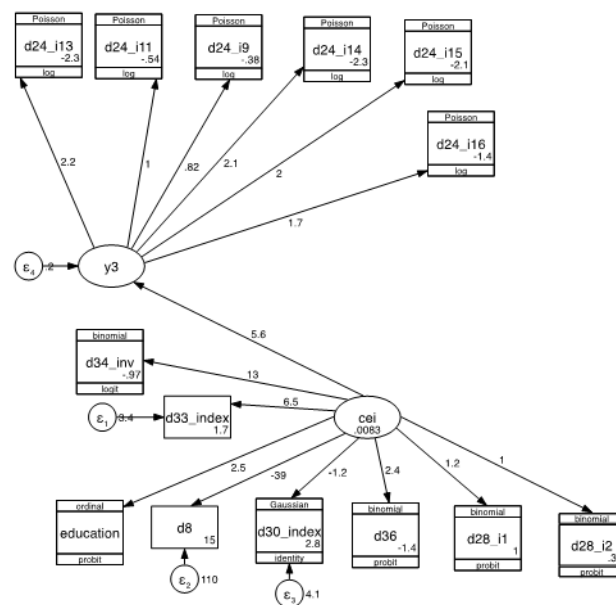 Poisson
d24_i13
-2.3
log
Poisson
d24_i11
-.54
log
Poisson
d24_i9
-.38
log
Poisson
d24_i14
-2.3
log
Poisson
d24_i15
-2.1
log
Poisson
d24_i16
-1.4
log
2.2
1
.82
2.1
2
1.7
ε4
.2
y3
5.6
binomial
d34_inv
-.97
logit
13
ε1
3.4
d33_index
1.7
6.5
cei
.0083
2.5
-39
-1.2
2.4
1.2
1
ordinal
education
probit
d8
15
Gaussian
d30_index
2.8
identity
binomial
d36
-1.4
probit
binomial
d28_i1
1
probit
binomial
d28_i2
.3
probit
ε2
110
ε3
4.1